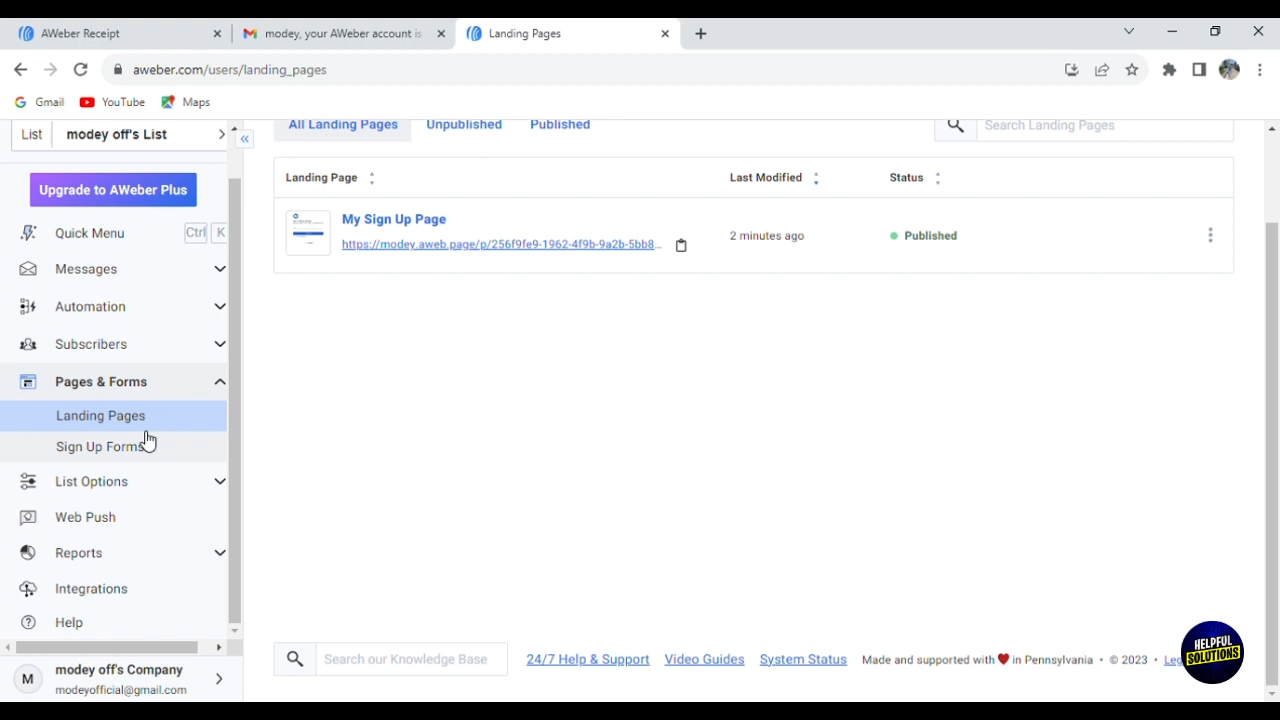 AWeber Receipt
modey, your AWeber account is
Landing Pages
aweber.com/users/landing_pages
Gmail
YouTube
Maps
List
modey off's List
All Landing Pages
Unpublished
Published
Search Landing Pages
Upgrade to AWeber Plus
Landing Page
Last Modified
Status
Quick Menu
Ctrl
K
My Sign Up Page
https://modey.aweb.page/p/256f9fe9-1962-4f9b-9a2b-5bb8...
2 minutes ago
Published
Messages
Automation
Subscribers
Pages & Forms
Landing Pages
Sign Up Forms
List Options
Web Push
Reports
Integrations
Help
Search our Knowledge Base
24/7 Help & Support
Video Guides
System Status
Made and supported with ❤ in Pennsylvania • © 2023 •
HELPFUL
SOLUTIONS
M
modey off's Company
modeyofficial@gmail.com